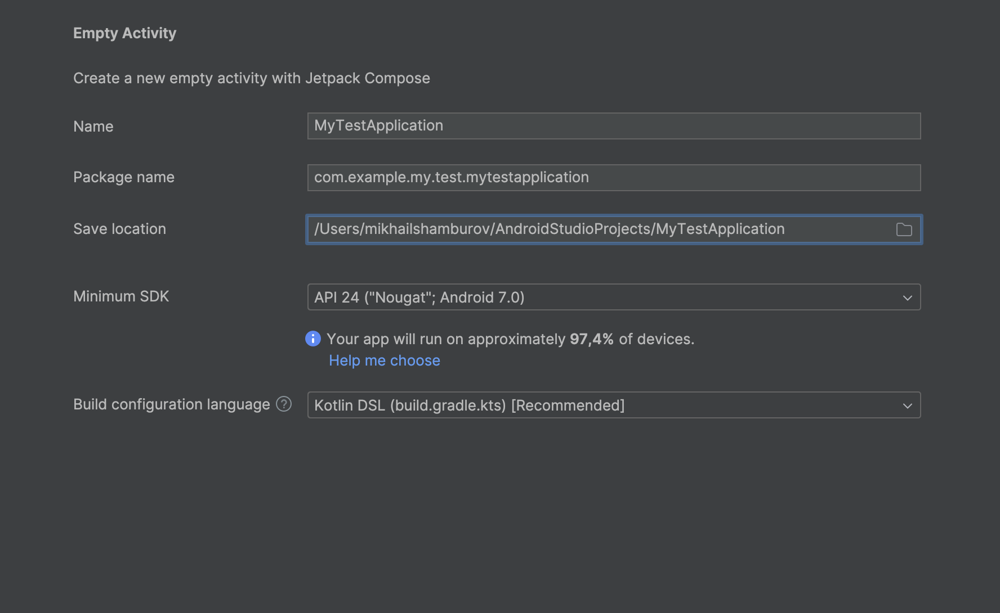 Empty Activity
Create a new empty activity with Jetpack Compose
Name
MyTestApplication
Package name
com.example.my.test.mytestapplication
Save location
/Users/mikhailshamburov/AndroidStudioProjects/MyTestApplication
Minimum SDK
API 24 ("Nougat"; Android 7.0)
Your app will run on approximately 97,4% of devices.
Help me choose
Build configuration language
Kotlin DSL (build.gradle.kts) [Recommended]